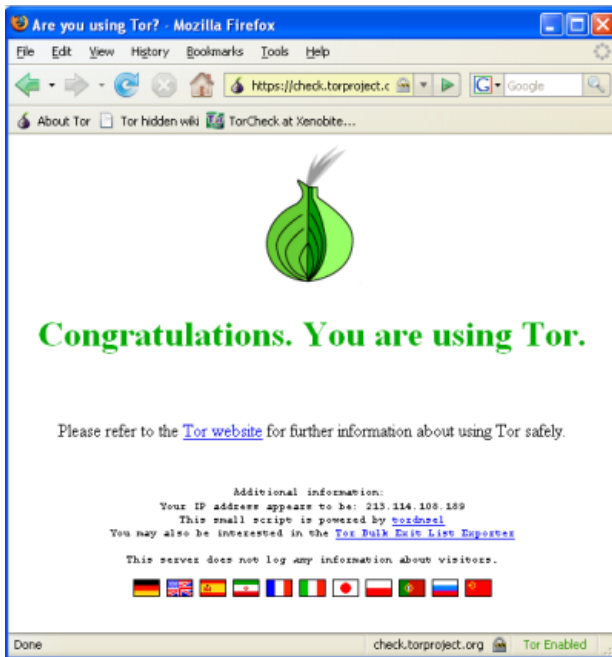 Are you using Tor? - Mozilla Firefox
File Edit View History Bookmarks Tools Help
https://check.torproject.c G Google
About Tor Tor hidden wiki TorCheck at Xenobite...
Congratulations. You are using Tor.
Please refer to the Tor website for further information about using Tor safely.
Additional information:
Your IP address appears to be: 213.114.108.189
This small script is powered by tordnsel
You may also be interested in the Tor Bulk Exit List Exporter
This server does not log any information about visitors.
Done check.torproject.org Tor Enabled